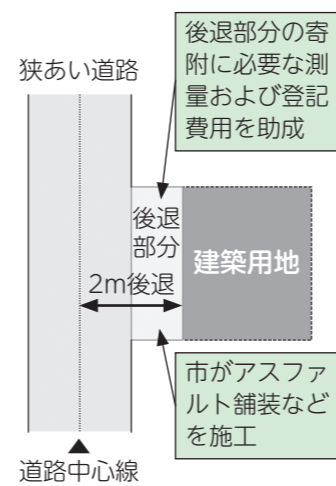 後退部分の寄
附に必要な測
量および登記
費用を助成
狭あい道路
後退
部分
建築用地
2m後退
市がアスファ
ルト舗装など
を施工
道路中心線